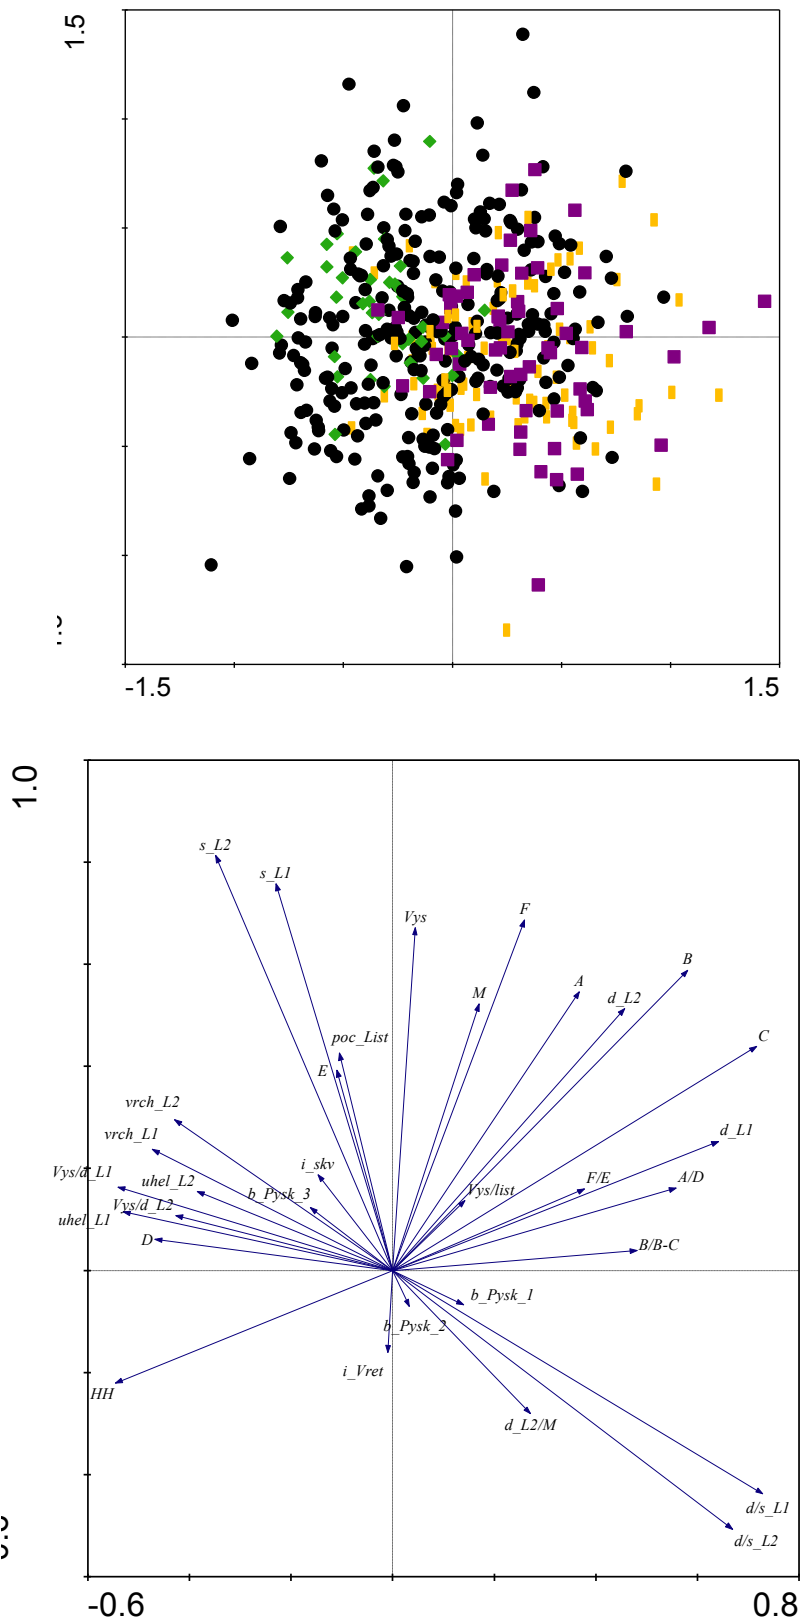 1.5
-1.5
1.5
1.0
s_L2
s_L1
Vys
F
B
A
d_L2
M
C
poc_List
E
vrch_L2
d_L1
vrch_L1
i_skv
Vys/d_L1
uhel_L2
b_Pysk_3
Vys/list
F/E
A/D
Vys/d_L2
uhel_L1
D
B/B-C
b_Pysk_1
b_Pysk_2
i_Vret
HH
d_L2/M
d/s_L1
d/s_L2
-0.6
0.8